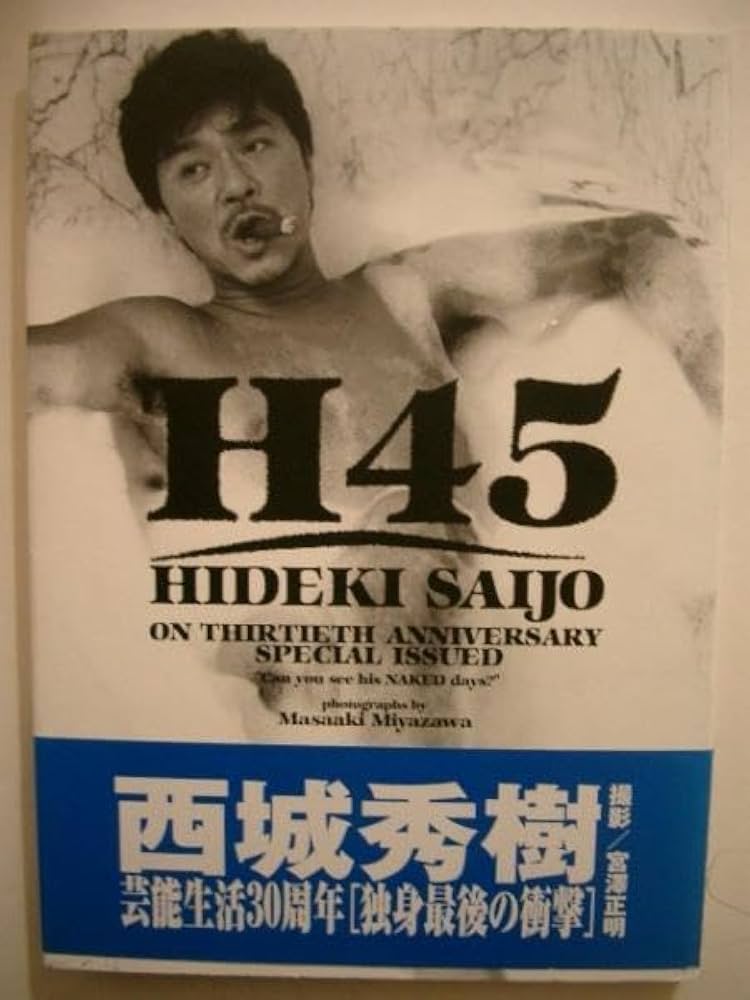 H45
HIDEKI SAIJO
ON THIRTIETH ANNIVERSARY
SPECIAL ISSUED
"Can you see his NAKED days?"
photographs by
Masaaki Miyazawa
西城秀樹
芸能生活30周年[独身最後の衝撃]
撮影/宮澤正明